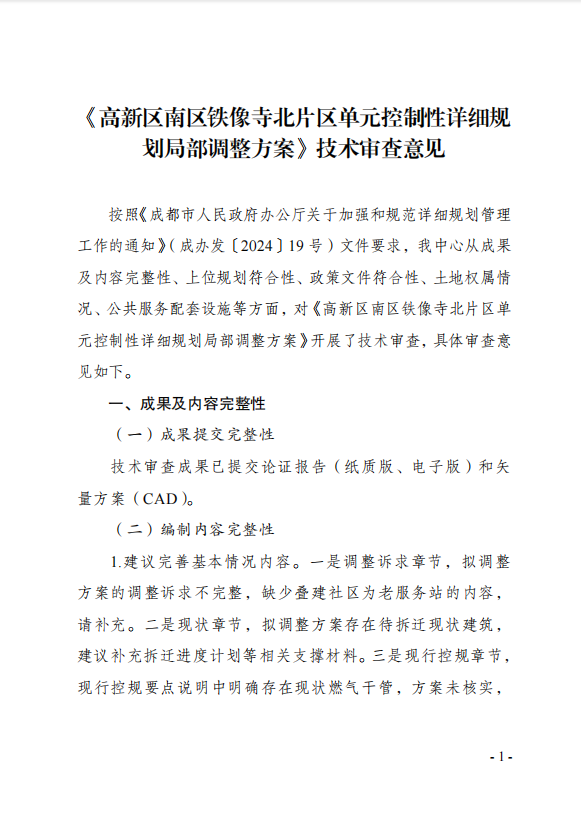 《高新区南区铁像寺北片区单元控制性详细规
划局部调整方案》技术审查意见
按照《成都市人民政府办公厅关于加强和规范详细规划管理
工作的通知》（成办发〔2024〕19 号）文件要求，我中心从成果
及内容完整性、上位规划符合性、政策文件符合性、土地权属情
况、公共服务配套设施等方面，对《高新区南区铁像寺北片区单
元控制性详细规划局部调整方案》开展了技术审查，具体审查意
见如下。
一、成果及内容完整性
（一）成果提交完整性
技术审查成果已提交论证报告（纸质版、电子版）和矢
量方案（CAD）。
（二）编制内容完整性
1.建议完善基本情况内容。一是调整诉求章节，拟调整
方案的调整诉求不完整，缺少叠建社区为老服务站的内容，
请补充。二是现状章节，拟调整方案存在待拆迁现状建筑，
建议补充拆迁进度计划等相关支撑材料。三是现行控规章节，
现行控规要点说明中明确存在现状燃气干管，方案未核实，
- 1 -